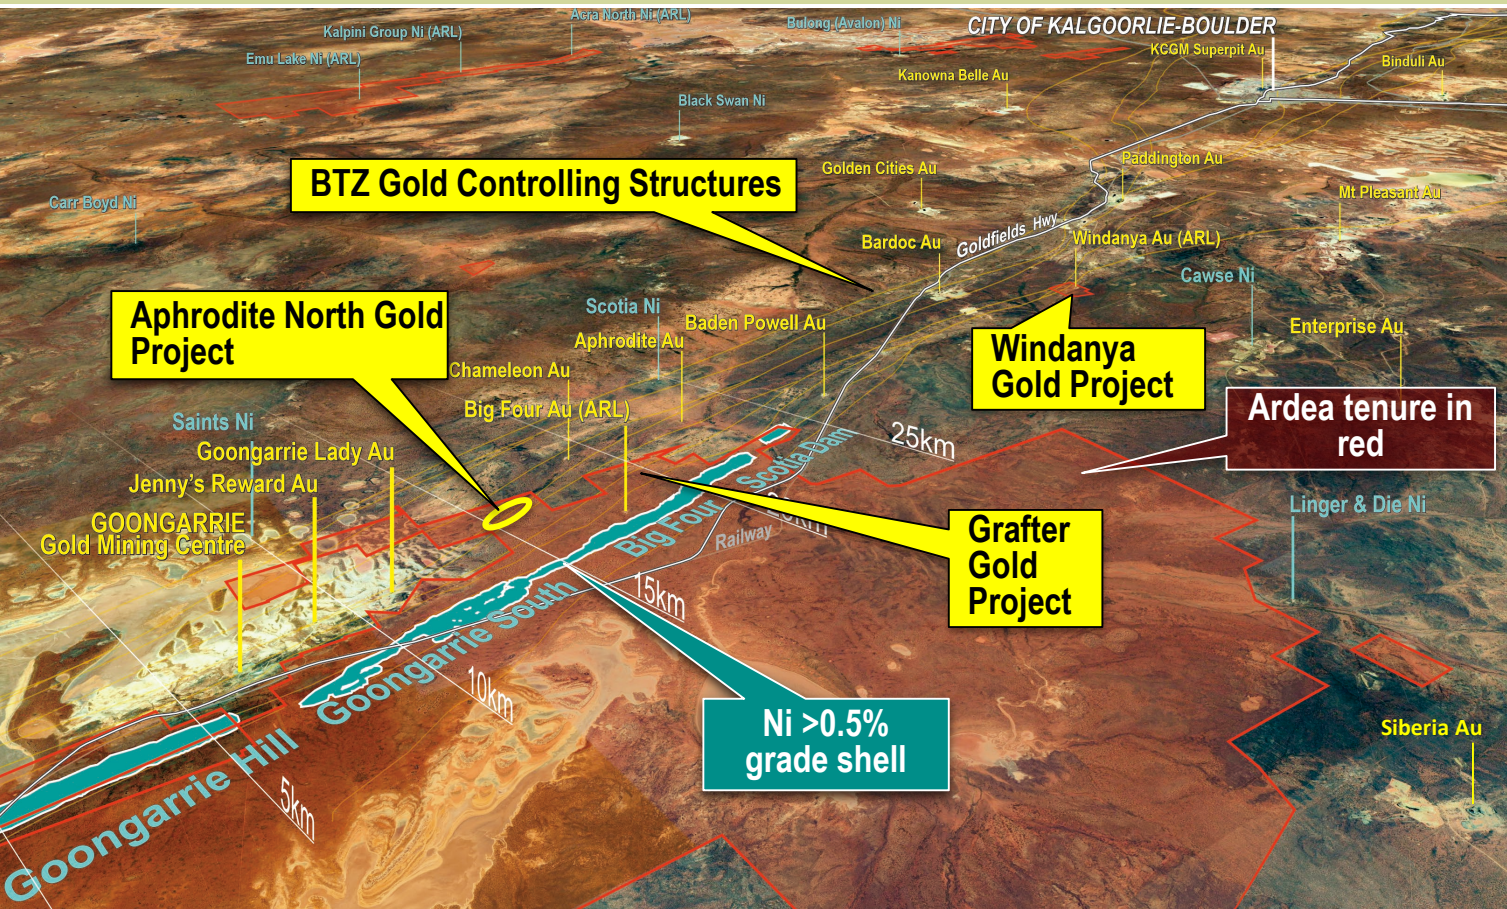 Acra North Ni (ARL)
Kalpini Group Ni (ARL)
Emu Lake Ni (ARL)
Bulong (Avalon) Ni
CITY OF KALGOORLIE-BOULDER
KCGM Superpit Au
Binduli Au
Kanowna Belle Au
Black Swan Ni
BTZ Gold Controlling Structures
Golden Cities Au
Paddington Au
Mt Pleasant Au
Carr Boyd Ni
Bardoc Au
Goldfields Hwy
Windanya Au (ARL)
Cawse Ni
Aphrodite North Gold
Project
Scotia Ni
Aphrodite Au
Baden Powell Au
Windanya
Gold Project
Enterprise Au
Chameleon Au
Big Four Au (ARL)
Ardea tenure in
red
Saints Ni
Goongarrie Lady Au
Jenny's Reward Au
GOONGARRIE
Gold Mining Centre
25km
Scotia Dam
20km
Big Four
Railway
Grafter
Gold
Project
Linger & Die Ni
15km
Goongarrie South
10km
Ni >0.5%
grade shell
Siberia Au
Goongarrie Hill
5km